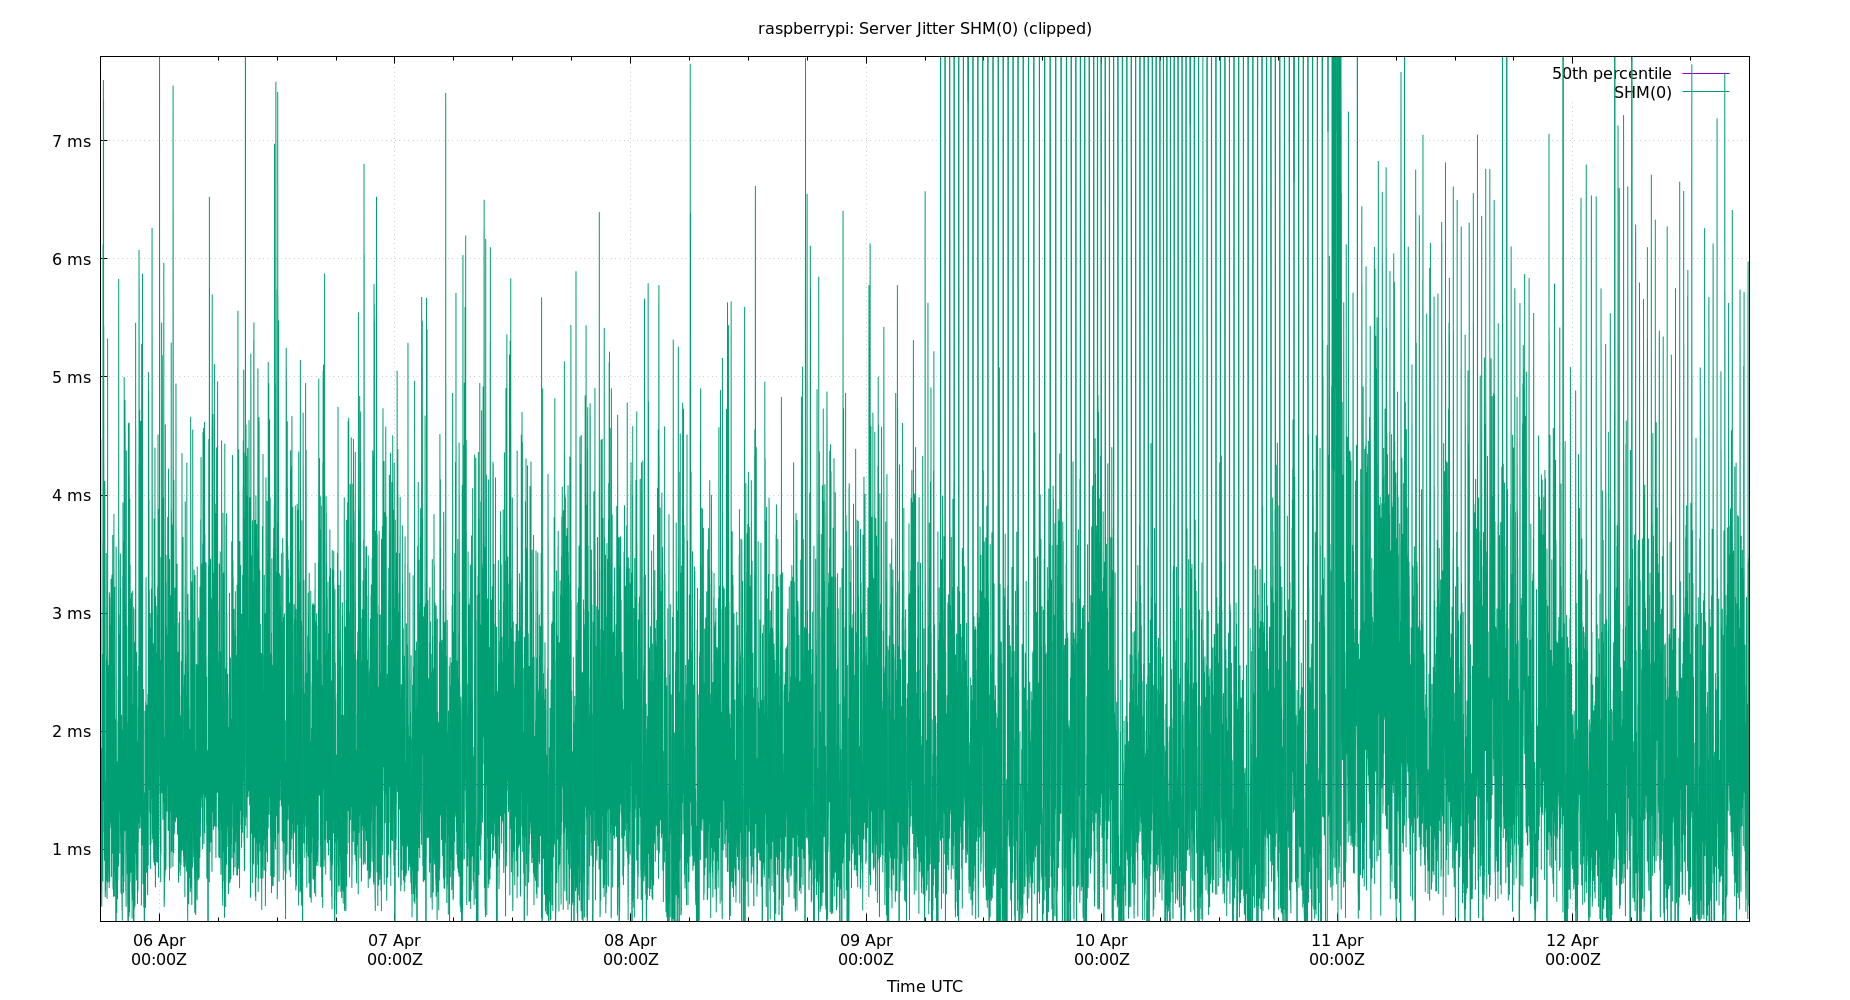 raspberrypi: Server Jitter SHM(0) (clipped)
50th percentile
SHM(0)
7 ms
6 ms
5 ms
4 ms
3 ms
2 ms
1 ms
06 Apr 07 Apr 08 Apr 09 Apr 10 Apr 11 Apr 12 Apr
00:00Z 00:00Z 00:00Z 00:00Z 00:00Z 00:00Z 00:00Z
Time UTC